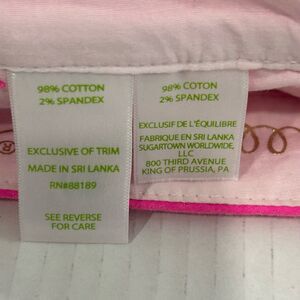 98% COTTON
2% SPANDEX
EXCLUSIVE OF TRIM
MADE IN SRI LANKA
RN#88189
SEE REVERSE
FOR CARE
98% COTON
2% SPANDEX
EXCLUSIF DE L'ÉQUILIBRE
FABRIQUE EN SRI LANKA
SUGARTOWN WORLDWIDE,
LLC
800 THIRD AVENUE
KING OF PRUSSIA, PA
®